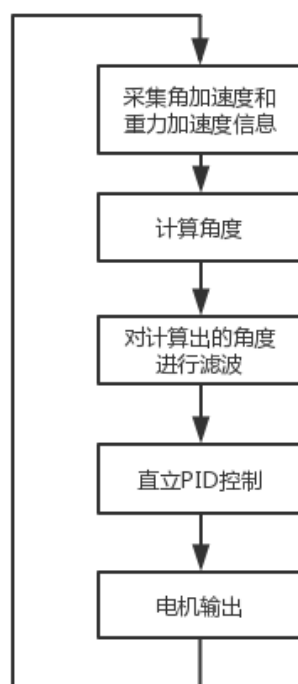 采集角加速度和
重力加速度信息
计算角度
对计算出的角度
进行滤波
直立PID控制
电机输出